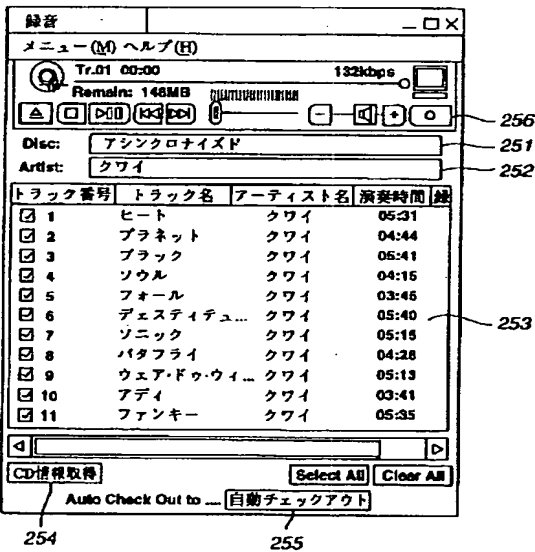 録音
メニュー(M) ヘルプ(H)
Tr.01 00:00 132kbps
Remain: 148MB
256
Disc: アシンクロナイズド 251
Artist: クワイ 252
トラック番号 トラック名 アーティスト名 演奏時間 録
1 ヒート クワイ 05:31
2 プラネット クワイ 04:44
3 ブラック クワイ 05:41
4 ソウル クワイ 04:15
5 フォール クワイ 03:45
6 デェスティテュ... クワイ 05:40
7 ソニック クワイ 05:15
8 バタフライ クワイ 04:26
9 ウェア・ドゥ・ウィ... クワイ 05:13
10 アディ クワイ 03:41
11 ファンキー クワイ 05:35
253
CD情報取得 Select All Clear All
Auto Check Out to .... 自動チェックアウト
254 255